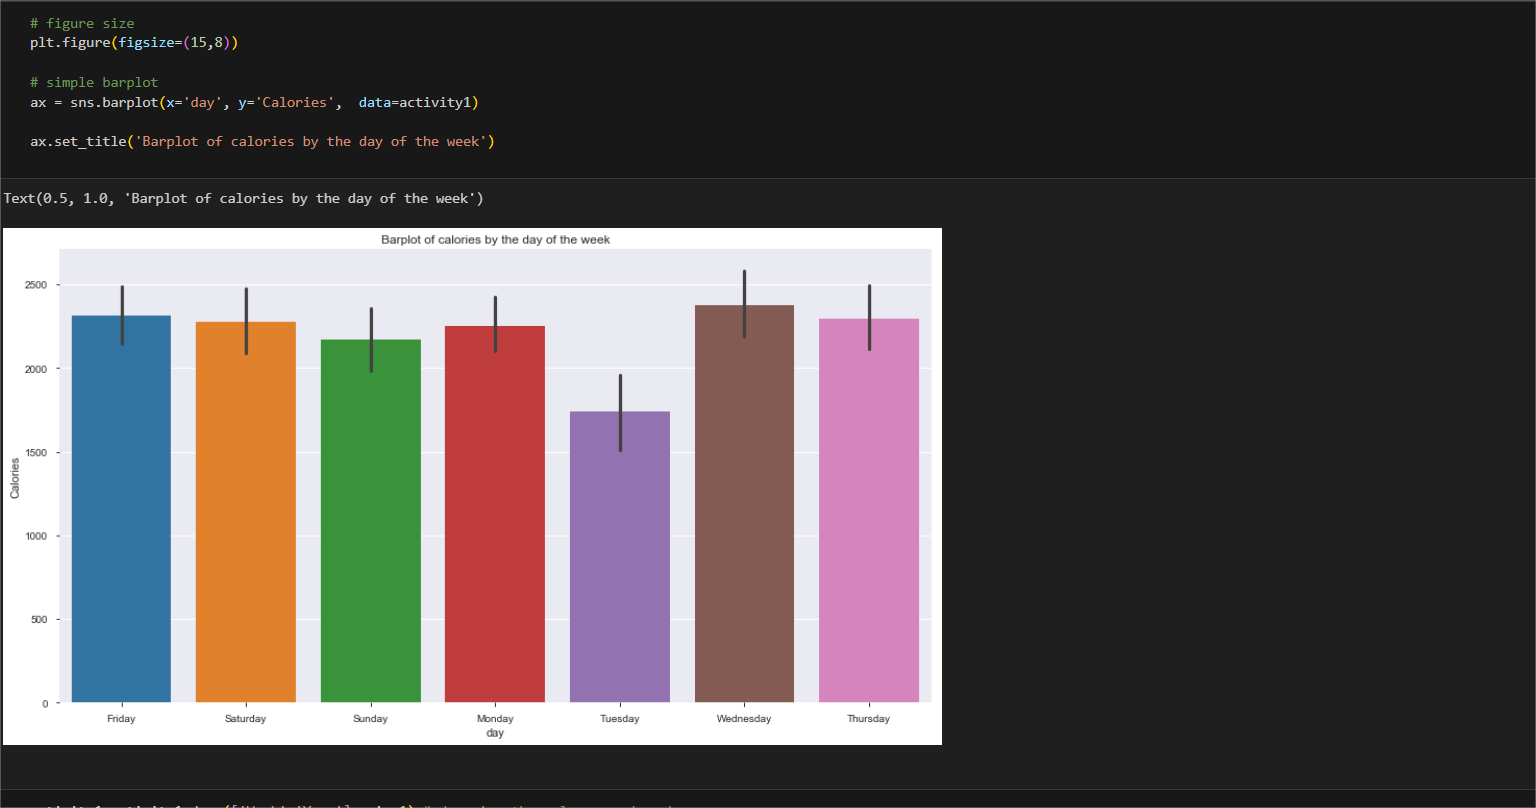 # figure size
plt.figure(figsize=(15,8))
# simple barplot
ax = sns.barplot(x='day', y='Calories',  data=activity1)
ax.set_title('Barplot of calories by the day of the week')
Text(0.5, 1.0, 'Barplot of calories by the day of the week')
Barplot of calories by the day of the week
2500
2000
1500
1000
500
0
Calories
Friday Saturday Sunday Monday Tuesday Wednesday Thursday
day